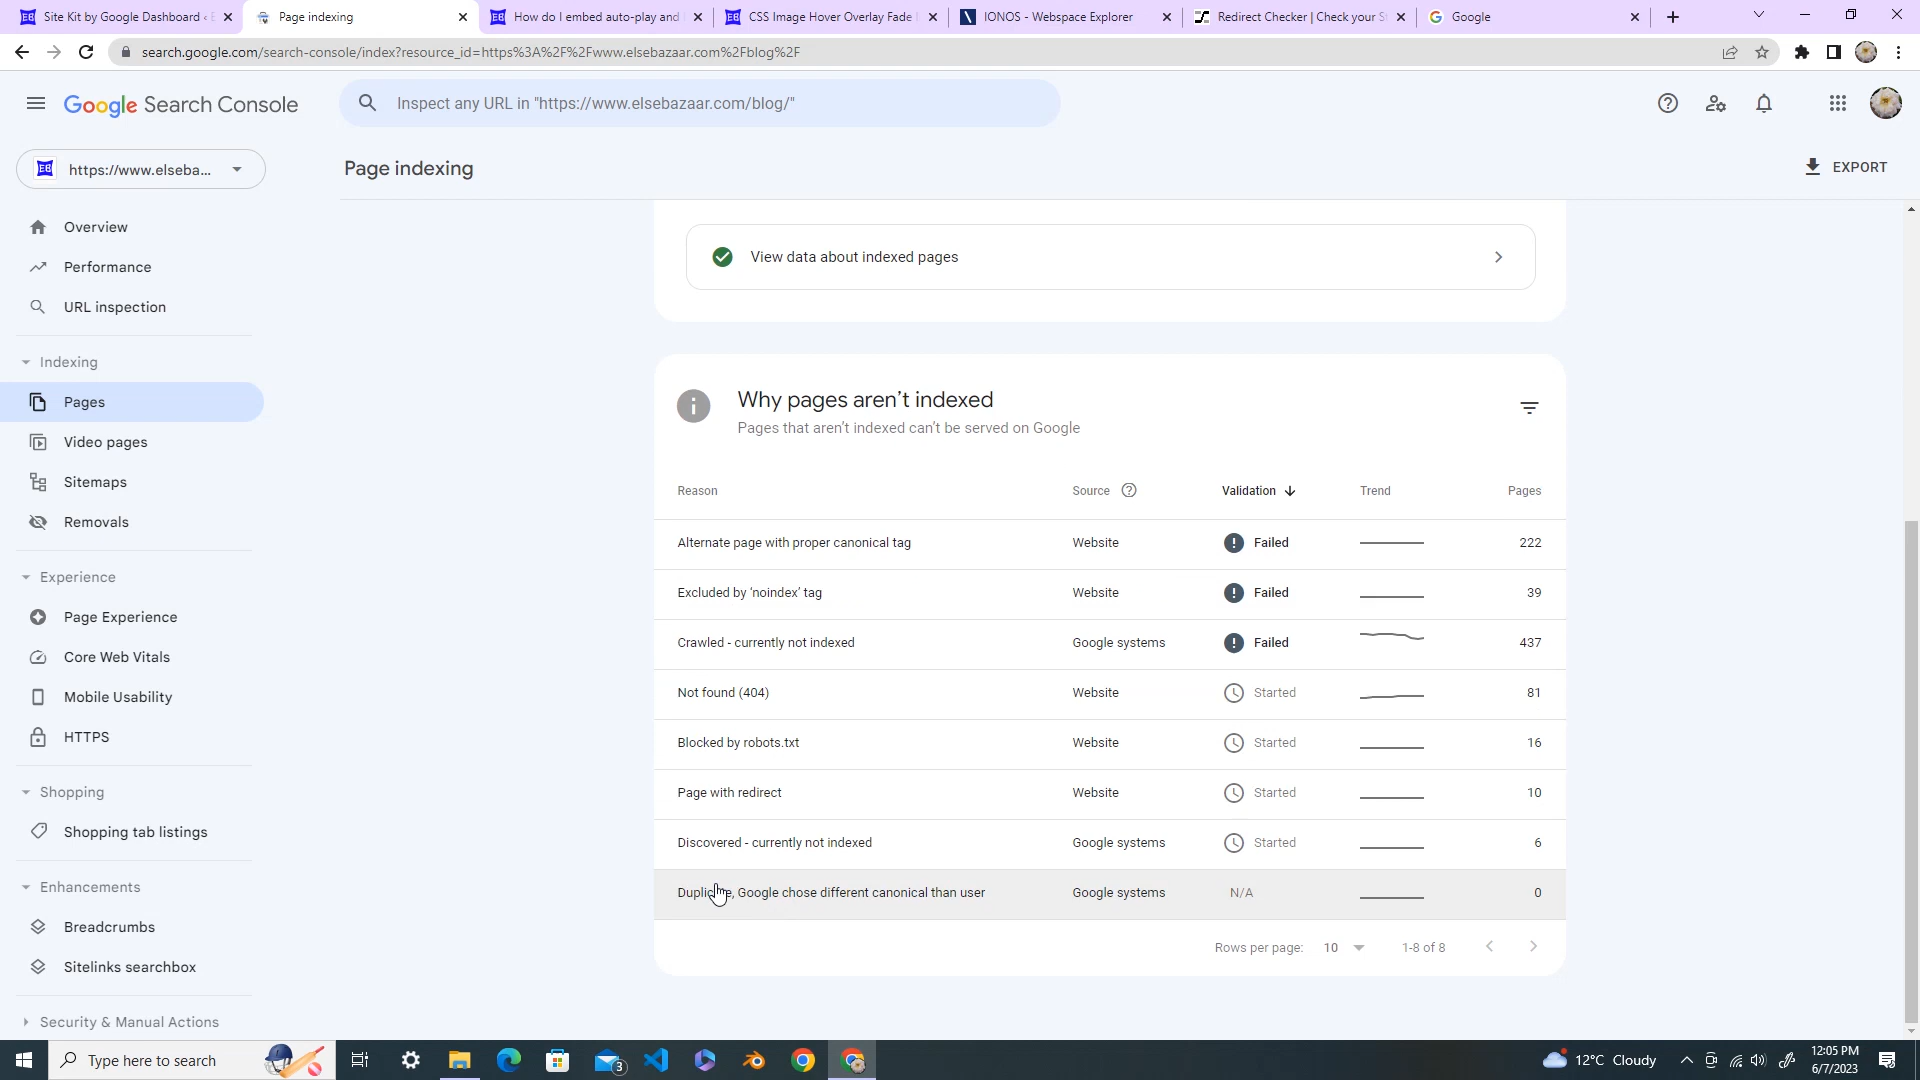 Site Kit by Google Dashboard ‹ E
Page indexing
How do I embed auto-play and
CSS Image Hover Overlay Fade
IONOS - Webspace Explorer
Redirect Checker | Check your St
Google
search.google.com/search-console/index?resource_id=https%3A%2F%2Fwww.elsebazaar.com%2Fblog%2F
Google Search Console
Inspect any URL in "https://www.elsebazaar.com/blog/"
EB https://www.elseba...
Page indexing
EXPORT
Overview
Performance
URL inspection
Indexing
Pages
Video pages
Sitemaps
Removals
Experience
Page Experience
Core Web Vitals
Mobile Usability
HTTPS
Shopping
Shopping tab listings
Enhancements
Breadcrumbs
Sitelinks searchbox
Security & Manual Actions
View data about indexed pages
Why pages aren’t indexed
Pages that aren’t indexed can’t be served on Google
Reason Source Validation Trend Pages
Alternate page with proper canonical tag Website Failed 222
Excluded by ‘noindex’ tag Website Failed 39
Crawled - currently not indexed Google systems Failed 437
Not found (404) Website Started 81
Blocked by robots.txt Website Started 16
Page with redirect Website Started 10
Discovered - currently not indexed Google systems Started 6
Duplicate, Google chose different canonical than user Google systems N/A 0
Rows per page: 10 1-8 of 8
Type here to search
3
12°C Cloudy
12:05 PM
6/7/2023